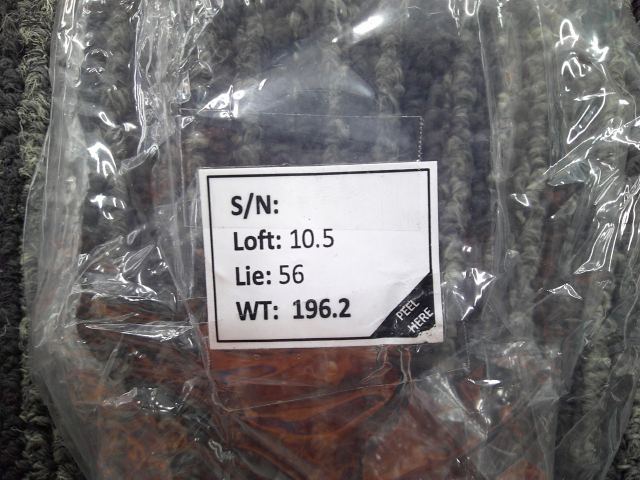 S/N:
Loft: 10.5
Lie: 56
WT: 196.2
PEEL
HERE